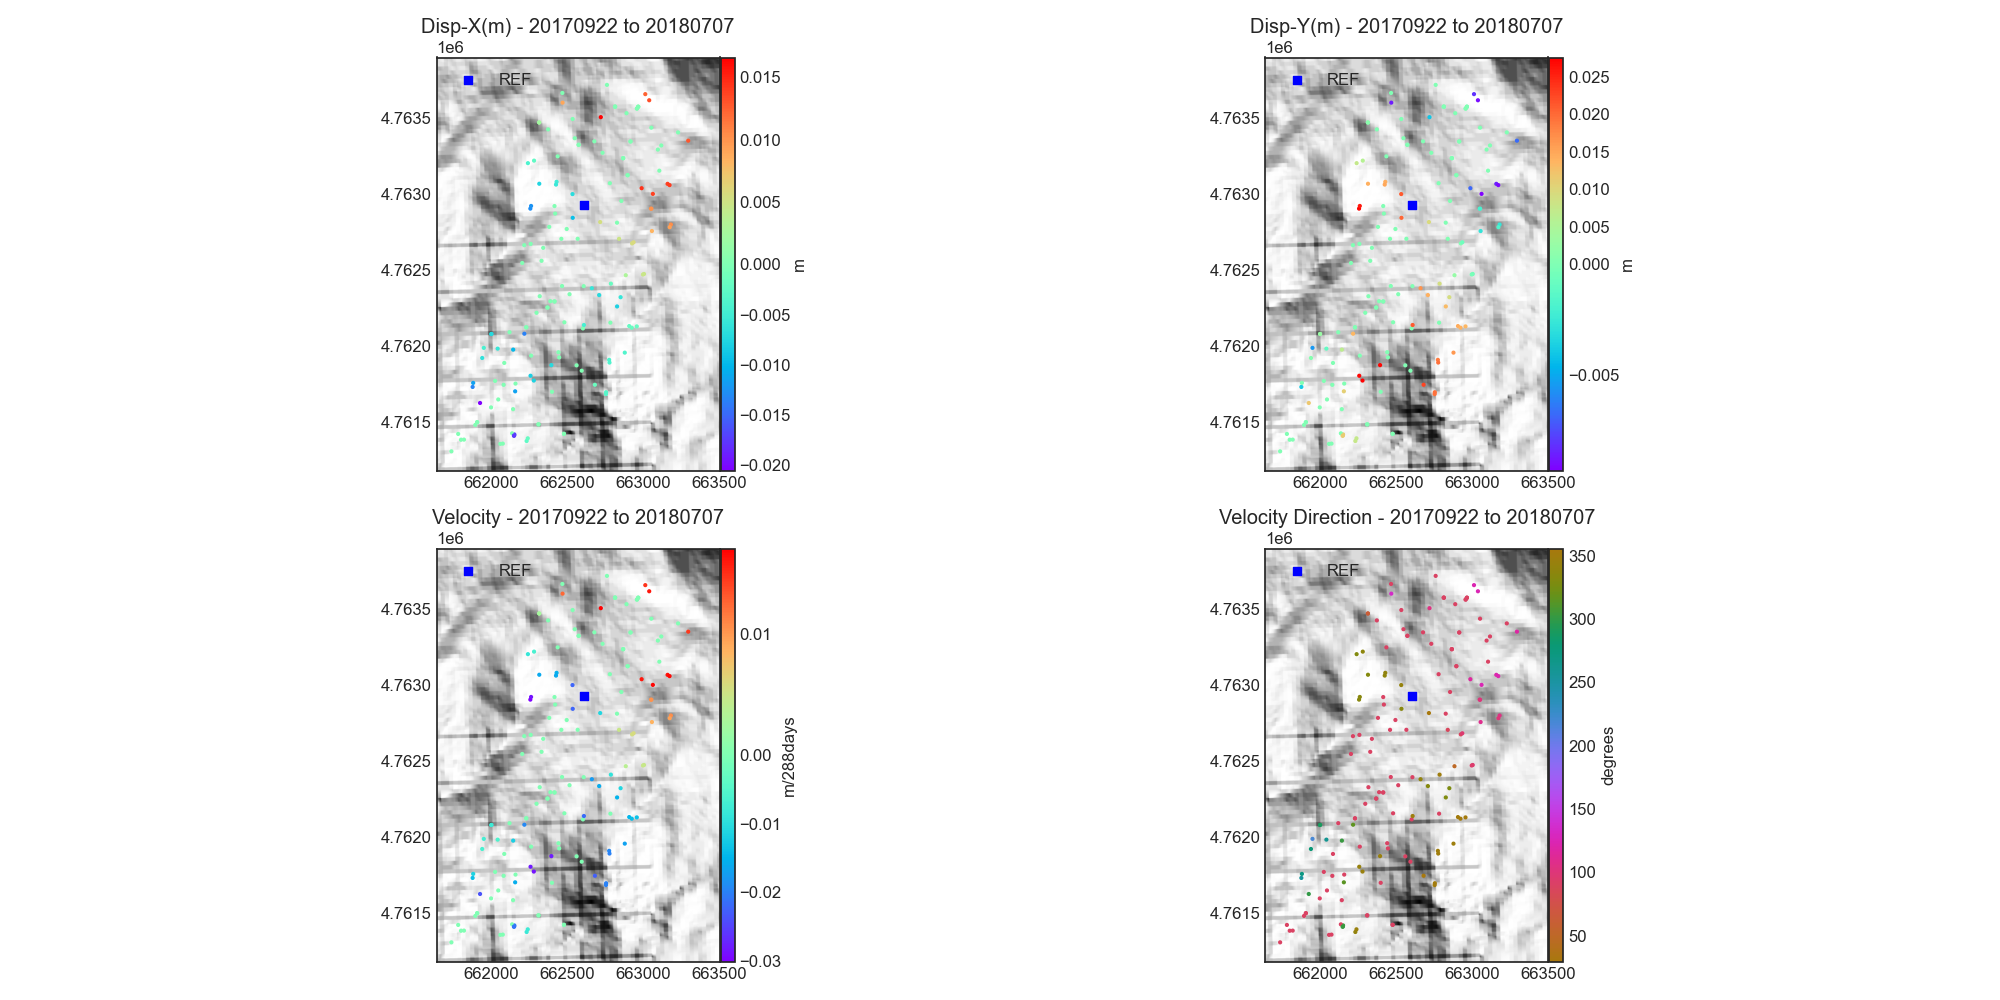 Disp-X(m) - 20170922 to 20180707
1e6
REF
4.7635
4.7630
4.7625
4.7620
4.7615
662000 662500 663000 663500
0.015
0.010
0.005
0.000
−0.005
−0.010
−0.015
−0.020
m
Disp-Y(m) - 20170922 to 20180707
1e6
REF
4.7635
4.7630
4.7625
4.7620
4.7615
662000 662500 663000 663500
0.025
0.020
0.015
0.010
0.005
0.000
−0.005
m
Velocity - 20170922 to 20180707
1e6
REF
4.7635
4.7630
4.7625
4.7620
4.7615
662000 662500 663000 663500
0.01
0.00
−0.01
−0.02
−0.03
m/288days
Velocity Direction - 20170922 to 20180707
1e6
REF
4.7635
4.7630
4.7625
4.7620
4.7615
662000 662500 663000 663500
350
300
250
200
150
100
50
degrees